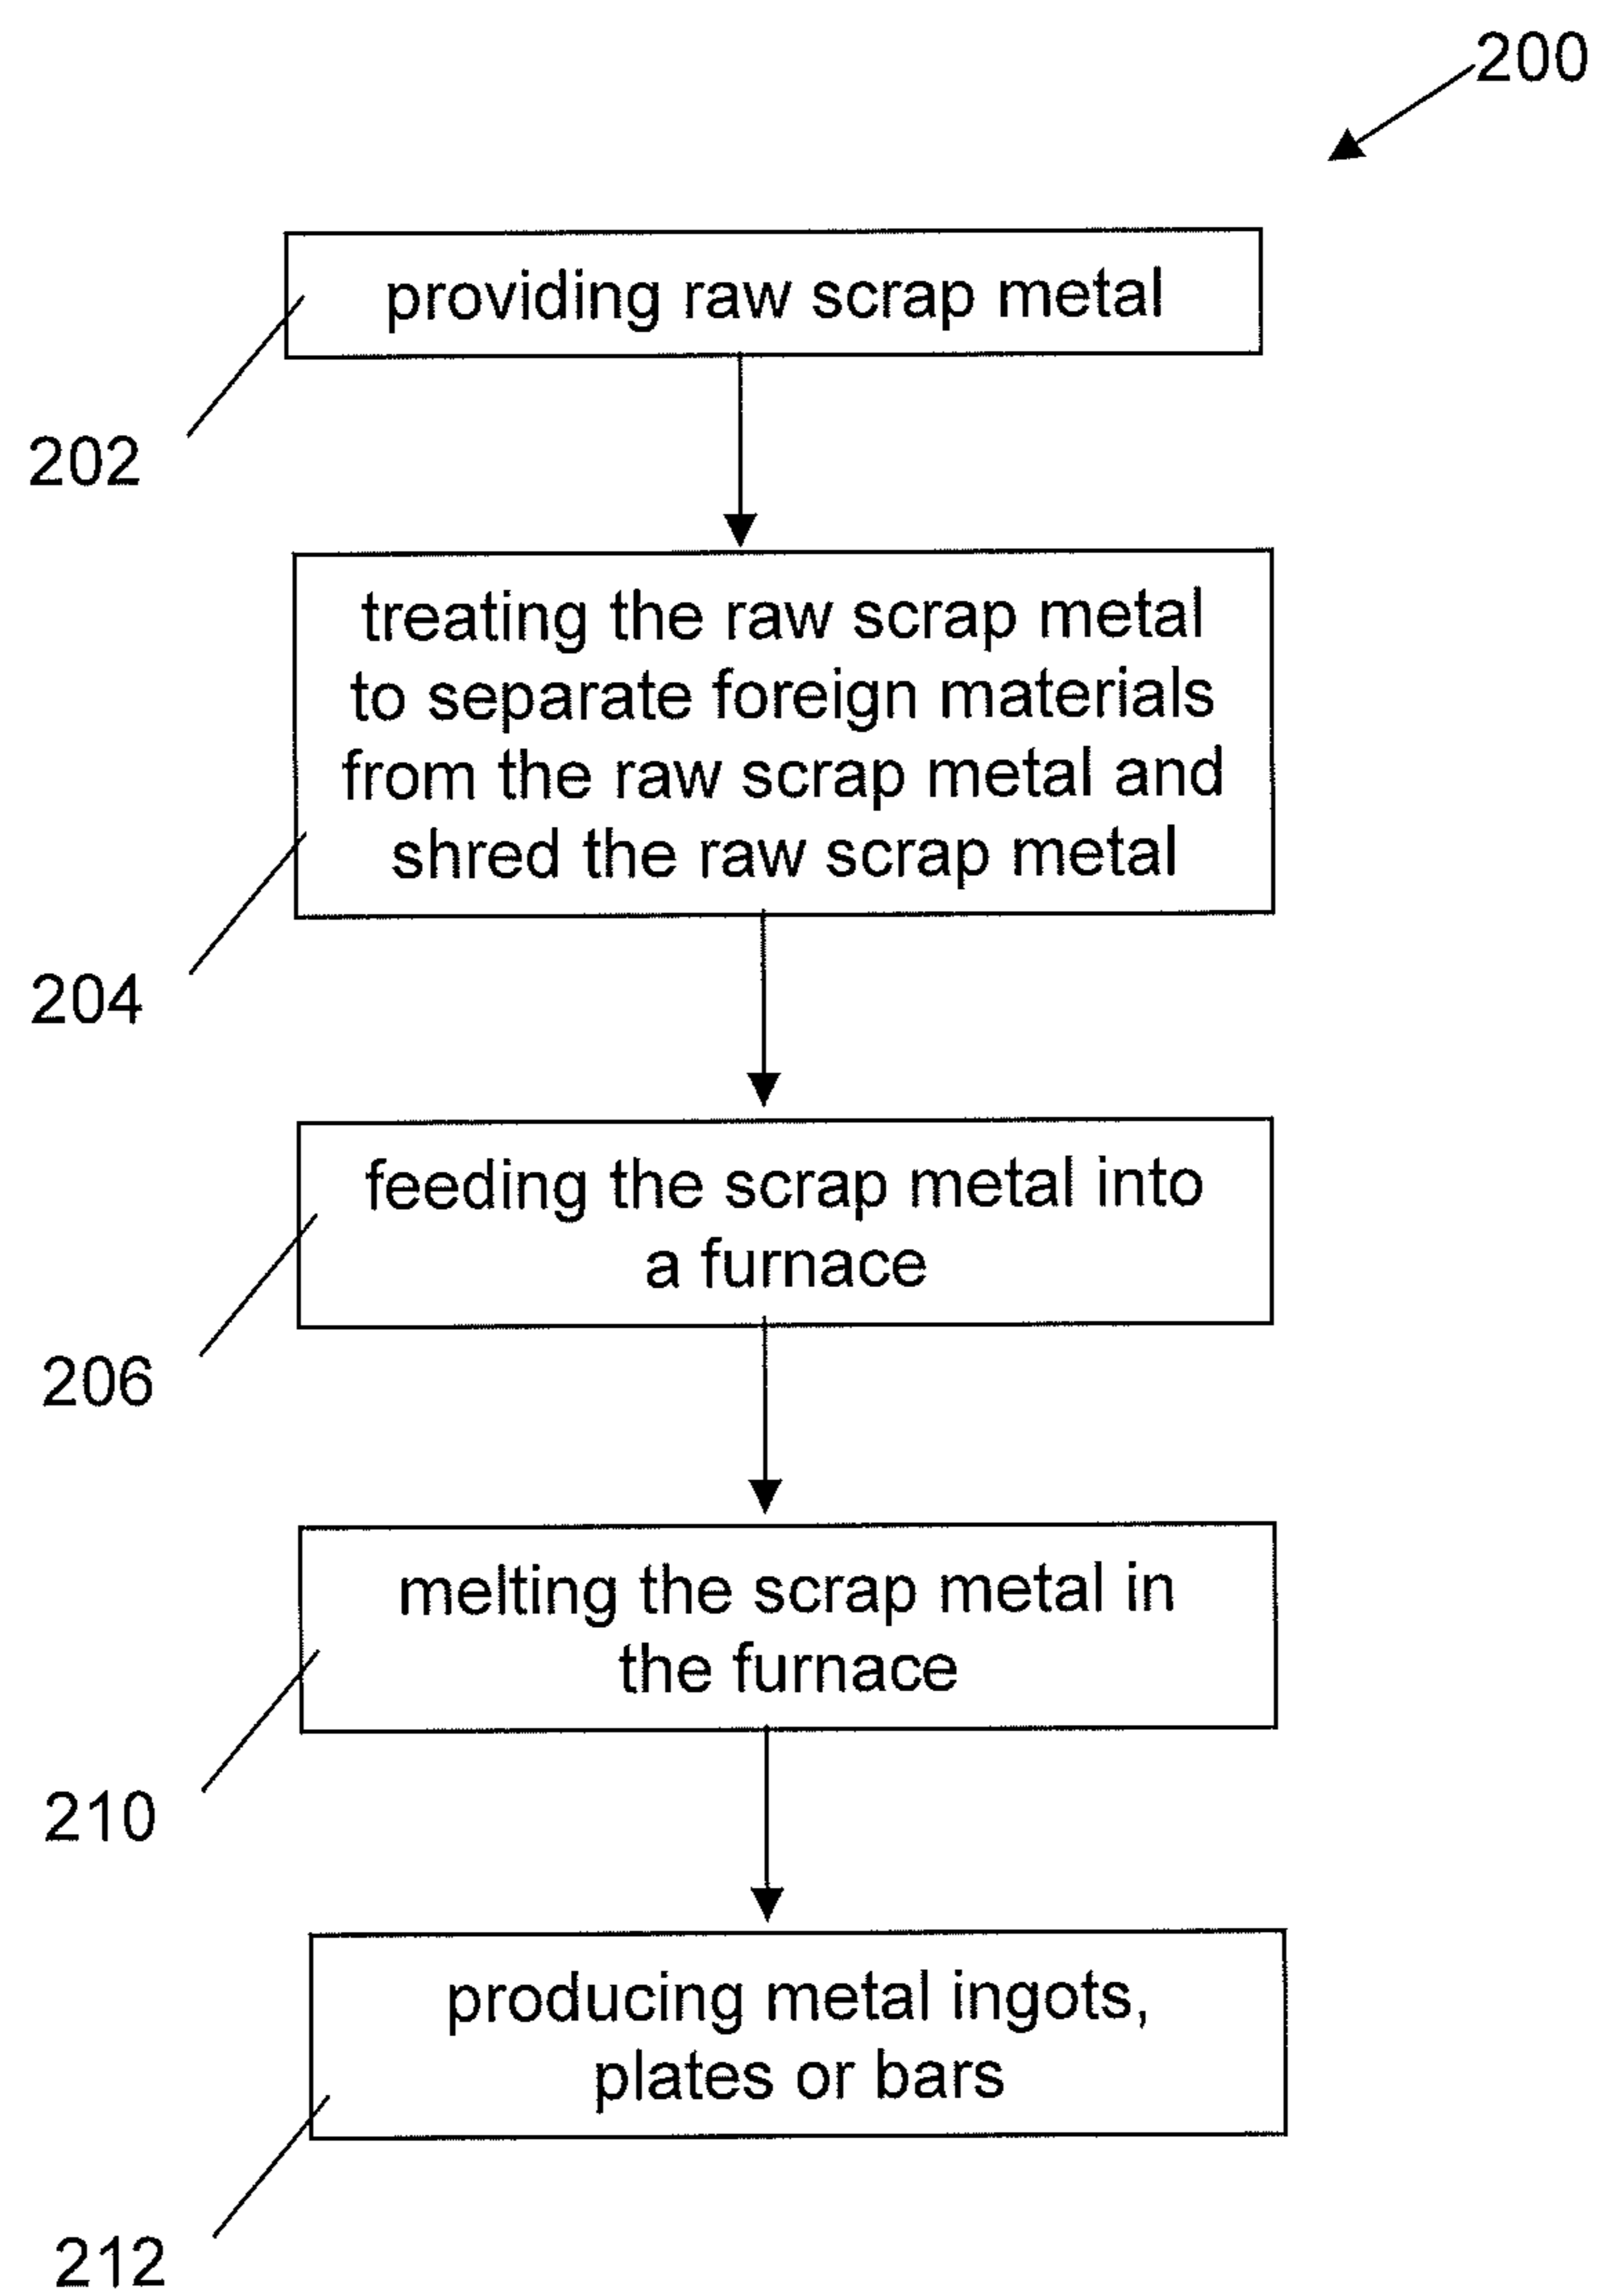 200
providing raw scrap metal
202
treating the raw scrap metal
to separate foreign materials
from the raw scrap metal and
shred the raw scrap metal
204
feeding the scrap metal into
a furnace
206
melting the scrap metal in
the furnace
210
producing metal ingots,
plates or bars
212